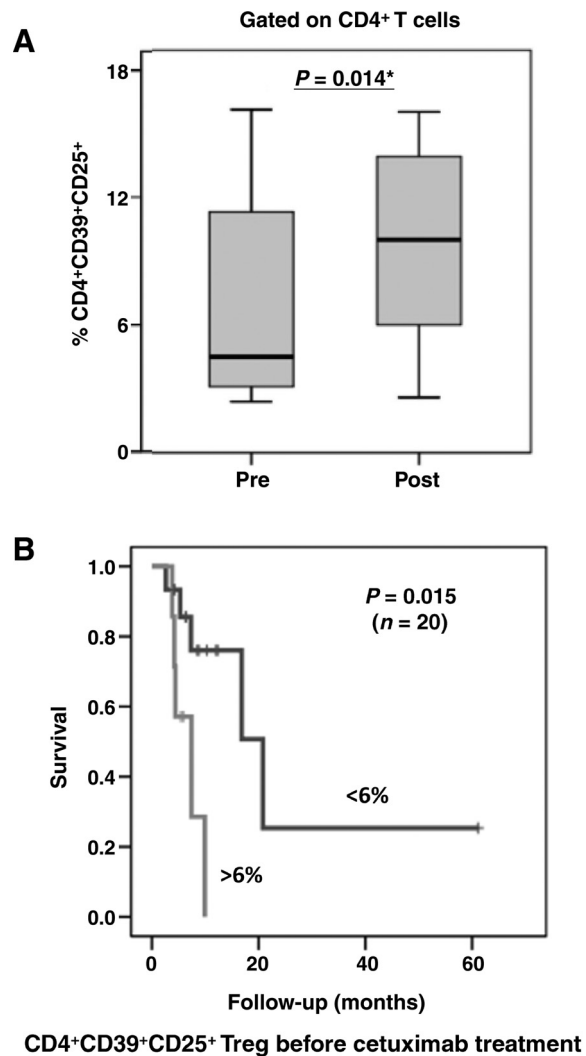 Gated on CD4⁺ T cells
A
18
P = 0.014*
12
6
0
% CD4⁺CD39⁺CD25⁺
Pre Post
B
1.0
P = 0.015
(n = 20)
0.8
0.6
0.4
<6%
0.2
>6%
0.0
Survival
0 20 40 60
Follow-up (months)
CD4⁺CD39⁺CD25⁺ Treg before cetuximab treatment